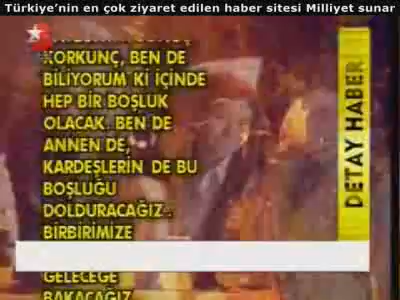 Türkiye'nin en çok ziyaret edilen haber sitesi Milliyet sunar
KORKUNÇ, BEN DE
BİLİYORUM Kİ İÇİNDE
HEP BİR BOŞLUK
OLACAK. BEN DE
ANNEN DE,
KARDEŞLERİN DE BU
BOŞLUĞU
DOLDURACAĞIZ..
BİRBİRİMİZE
GELECEĞE
BAKACAĞIZ
DETAY HABER